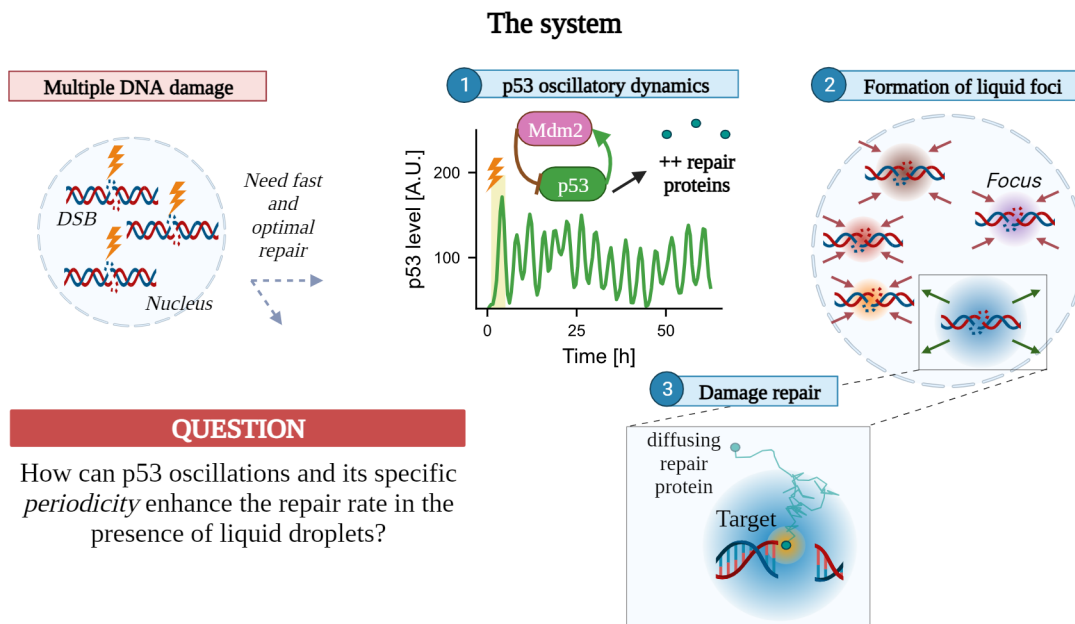 The system
Multiple DNA damage
DSB
Nucleus
Need fast
and
optimal
repair
1
p53 oscillatory dynamics
Mdm2
p53
++ repair
proteins
p53 level [A.U.]
200
100
0
25
50
Time [h]
2
Formation of liquid foci
Focus
3
Damage repair
diffusing
repair
protein
Target
QUESTION
How can p53 oscillations and its specific
periodicity enhance the repair rate in the
presence of liquid droplets?